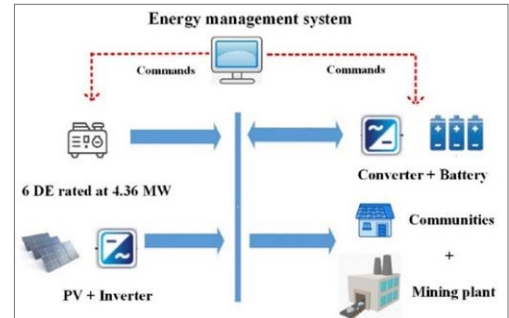 Energy management system
Commands
Commands
6 DE rated at 4.36 MW
Converter + Battery
Communities
+
PV + Inverter
Mining plant